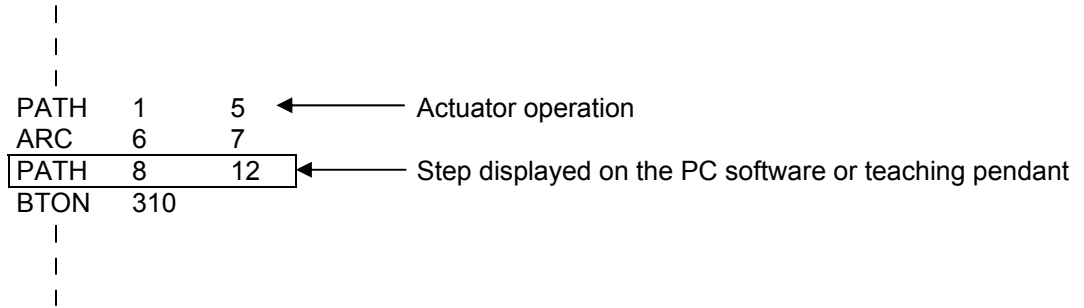 PATH 1 5 Actuator operation
ARC 6 7
PATH 8 12 Step displayed on the PC software or teaching pendant
BTON 310